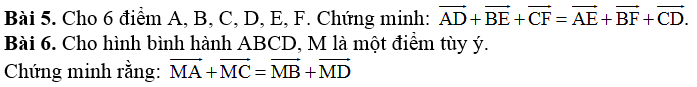 Bài 5. Cho 6 điểm A, B, C, D, E, F. Chứng minh: $\overrightarrow{AD}+\overrightarrow{BE}+\overrightarrow{CF}=\overrightarrow{AE}+\overrightarrow{BF}+\overrightarrow{CD}$.
Bài 6. Cho hình bình hành ABCD, M là một điểm tùy ý.
Chứng minh rằng: $\overrightarrow{MA}+\overrightarrow{MC}=\overrightarrow{MB}+\overrightarrow{MD}$